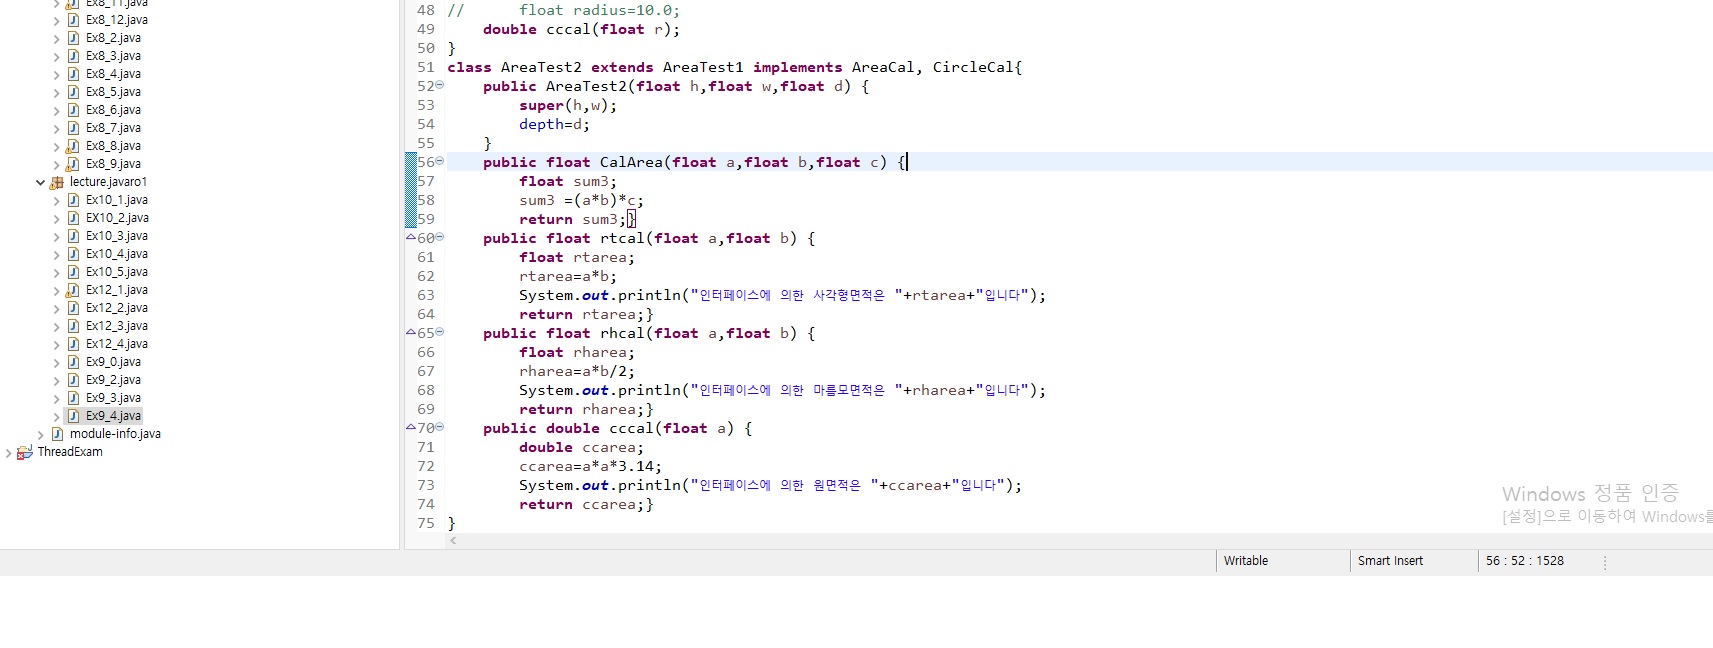 Ex8_11.java
Ex8_12.java
Ex8_2.java
Ex8_3.java
Ex8_4.java
Ex8_5.java
Ex8_6.java
Ex8_7.java
Ex8_8.java
Ex8_9.java
lecture.javaro1
Ex10_1.java
EX10_2.java
Ex10_3.java
Ex10_4.java
Ex10_5.java
Ex12_1.java
Ex12_2.java
Ex12_3.java
Ex12_4.java
Ex9_0.java
Ex9_2.java
Ex9_3.java
Ex9_4.java
module-info.java
ThreadExam
48 // float radius=10.0;
49 double cccal(float r);
50 }
51 class AreaTest2 extends AreaTest1 implements AreaCal, CircleCal{
52 public AreaTest2(float h,float w,float d) {
53 super(h,w);
54 depth=d;
55 }
56 public float CalArea(float a,float b,float c) {
57 float sum3;
58 sum3 =(a*b)*c;
59 return sum3;}
60 public float rtcal(float a,float b) {
61 float rtarea;
62 rtarea=a*b;
63 System.out.println("인터페이스에 의한 사각형면적은 "+rtarea+"입니다");
64 return rtarea;}
65 public float rhcal(float a,float b) {
66 float rharea;
67 rharea=a*b/2;
68 System.out.println("인터페이스에 의한 마름모면적은 "+rharea+"입니다");
69 return rharea;}
70 public double cccal(float a) {
71 double ccarea;
72 ccarea=a*a*3.14;
73 System.out.println("인터페이스에 의한 원면적은 "+ccarea+"입니다");
74 return ccarea;}
75 }
Windows 정품 인증
[설정]으로 이동하여 Windows를
Writable
Smart Insert
56 : 52 : 1528